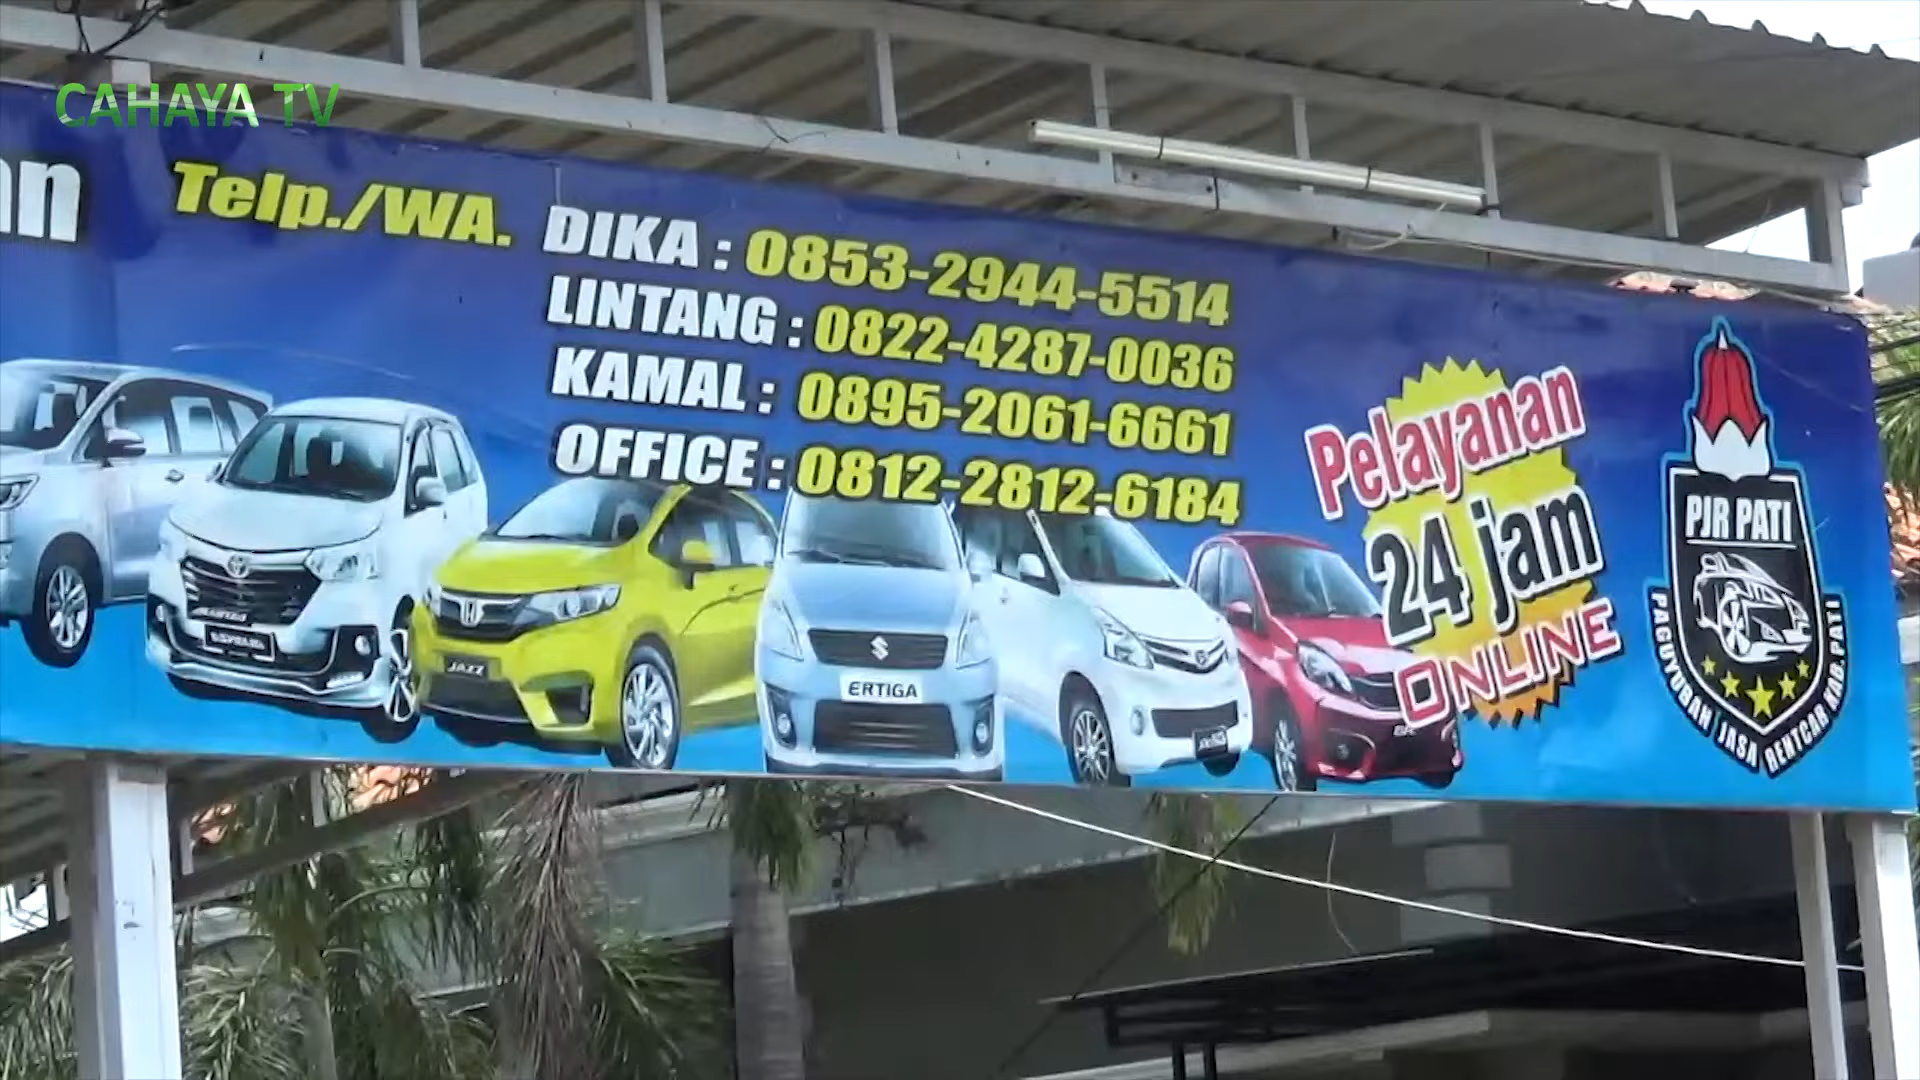 CAHAYA TV
an
Telp./WA.
DIKA : 0853-2944-5514
LINTANG : 0822-4287-0036
KAMAL : 0895-2061-6661
OFFICE : 0812-2812-6184
Pelayanan
24 jam
ONLINE
PJR PATI
PAGUYUBAN JASA RENTCAR KAB. PATI
JAZZ
ERTIGA